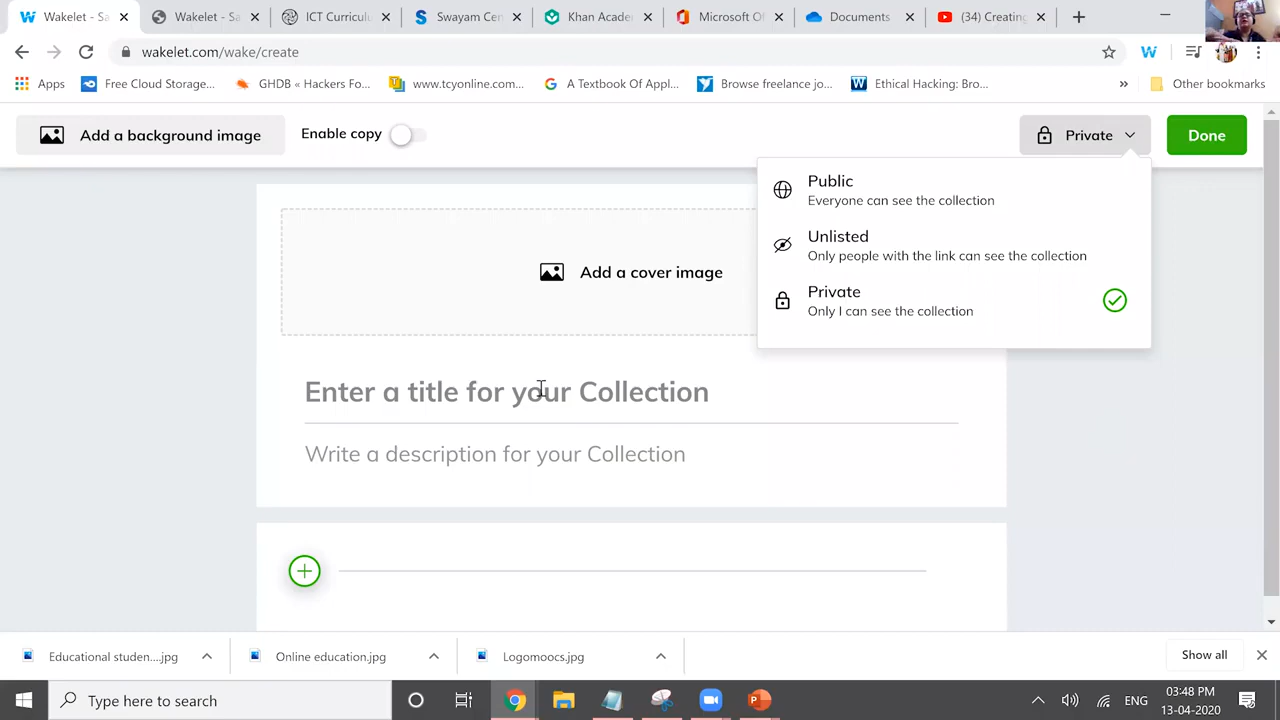 Wakelet - Sa
Wakelet - Sa
ICT Curricul
Swayam Cen
Khan Acade
Microsoft Of
Documents
(34) Creating
wakelet.com/wake/create
Apps
Free Cloud Storage...
GHDB « Hackers Fo...
www.tcyonline.com...
A Textbook Of Appl...
Browse freelance jo...
Ethical Hacking: Bro...
»
Other bookmarks
Add a background image
Enable copy
Private
Done
Public
Everyone can see the collection
Unlisted
Only people with the link can see the collection
Private
Only I can see the collection
Add a cover image
Enter a title for your Collection
Write a description for your Collection
Educational studen....jpg
Online education.jpg
Logomoocs.jpg
Show all
Type here to search
ENG
03:48 PM
13-04-2020